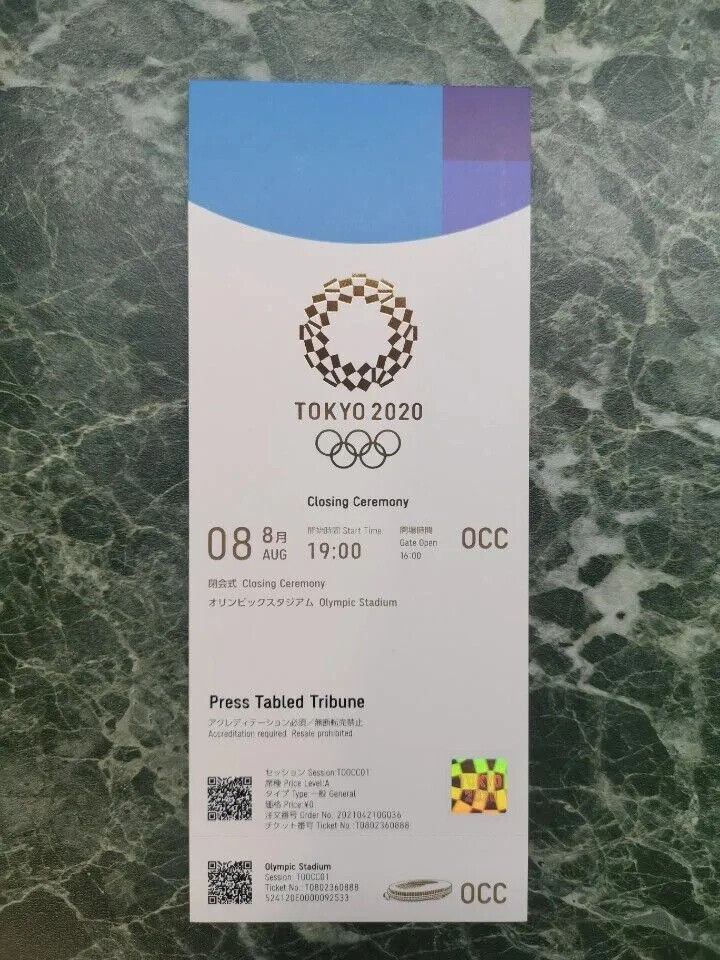 TOKYO 2020
Closing Ceremony
08 8月 AUG
開始時間 Start Time
19:00
開場時間
Gate Open
16:00
OCC
閉会式 Closing Ceremony
オリンピックスタジアム Olympic Stadium
Press Tabled Tribune
アクレディテーション必須/無断転売禁止
Accreditation required Resale prohibited
セッション Session:TOOCC01
席種 Price Level:A
タイプ Type:一般 General
価格 Price:¥0
注文番号 Order No. 2021042100036
チケット番号 Ticket No.:T0802360888
Olympic Stadium
Session: TOOCC01
Ticket No.: T0802360888
524120E0000092533
OCC